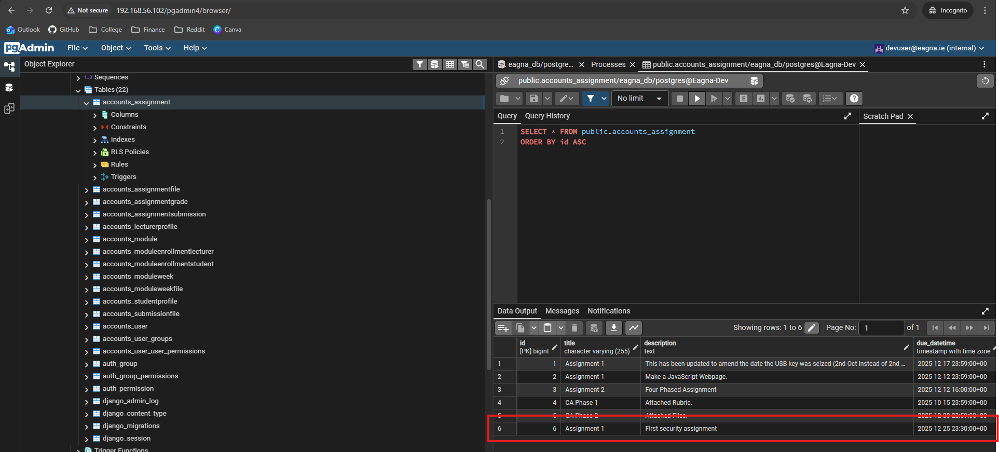 Not secure 192.168.56.102/pgadmin4/browser/ Incognito
Outlook GitHub College Finance Reddit Canva
pgAdmin File Object Tools Help devuser@eagna.ie (internal)
Object Explorer
1..3 Sequences
Tables (22)
accounts_assignment
Columns
Constraints
Indexes
RLS Policies
Rules
Triggers
accounts_assignmentfile
accounts_assignmentgrade
accounts_assignmentsubmission
accounts_lecturerprofile
accounts_module
accounts_moduleenrollmentlecturer
accounts_moduleenrollmentstudent
accounts_moduleweek
accounts_moduleweekfile
accounts_studentprofile
accounts_submissionfile
accounts_user
accounts_user_groups
accounts_user_user_permissions
auth_group
auth_group_permissions
auth_permission
django_admin_log
django_content_type
django_migrations
django_session
Trigger Functions
eagna_db/postgre... Processes public.accounts_assignment/eagna_db/postgres@Eagna-Dev
public.accounts_assignment/eagna_db/postgres@Eagna-Dev
No limit E
Query Query History Scratch Pad
1 SELECT * FROM public.accounts_assignment
2 ORDER BY id ASC
Data Output Messages Notifications
Showing rows: 1 to 6 Page No: 1 of 1
id title description due_datetime
[PK] bigint character varying (255) text timestamp with time zone
1 1 Assignment 1 This has been updated to amend the date the USB key was seized (2nd Oct instead of 2nd ... 2025-12-17 23:59:00+00
2 2 Assignment 1 Make a JavaScript Webpage. 2025-12-12 23:59:00+00
3 3 Assignment 2 Four Phased Assignment 2025-12-12 16:00:00+00
4 4 CA Phase 1 Attached Rubric. 2025-10-15 23:59:00+00
5 5 CA Phase 2 Attached Files. 2025-12-30 23:59:00+00
6 6 Assignment 1 First security assignment 2025-12-25 23:30:00+00